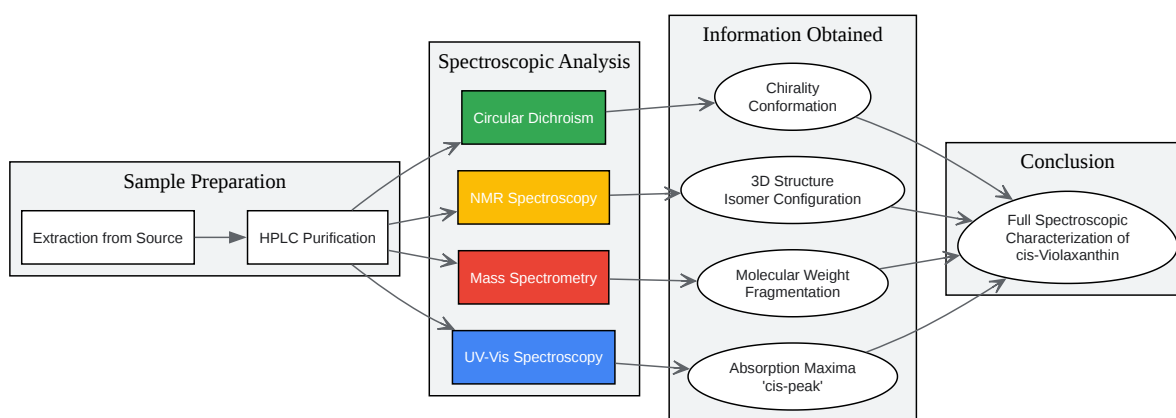 Sample Preparation
Extraction from Source
HPLC Purification
Spectroscopic Analysis
Circular Dichroism
NMR Spectroscopy
Mass Spectrometry
UV-Vis Spectroscopy
Information Obtained
Chirality
Conformation
3D Structure
Isomer Configuration
Molecular Weight
Fragmentation
Absorption Maxima
'cis-peak'
Conclusion
Full Spectroscopic
Characterization of
cis-Violaxanthin